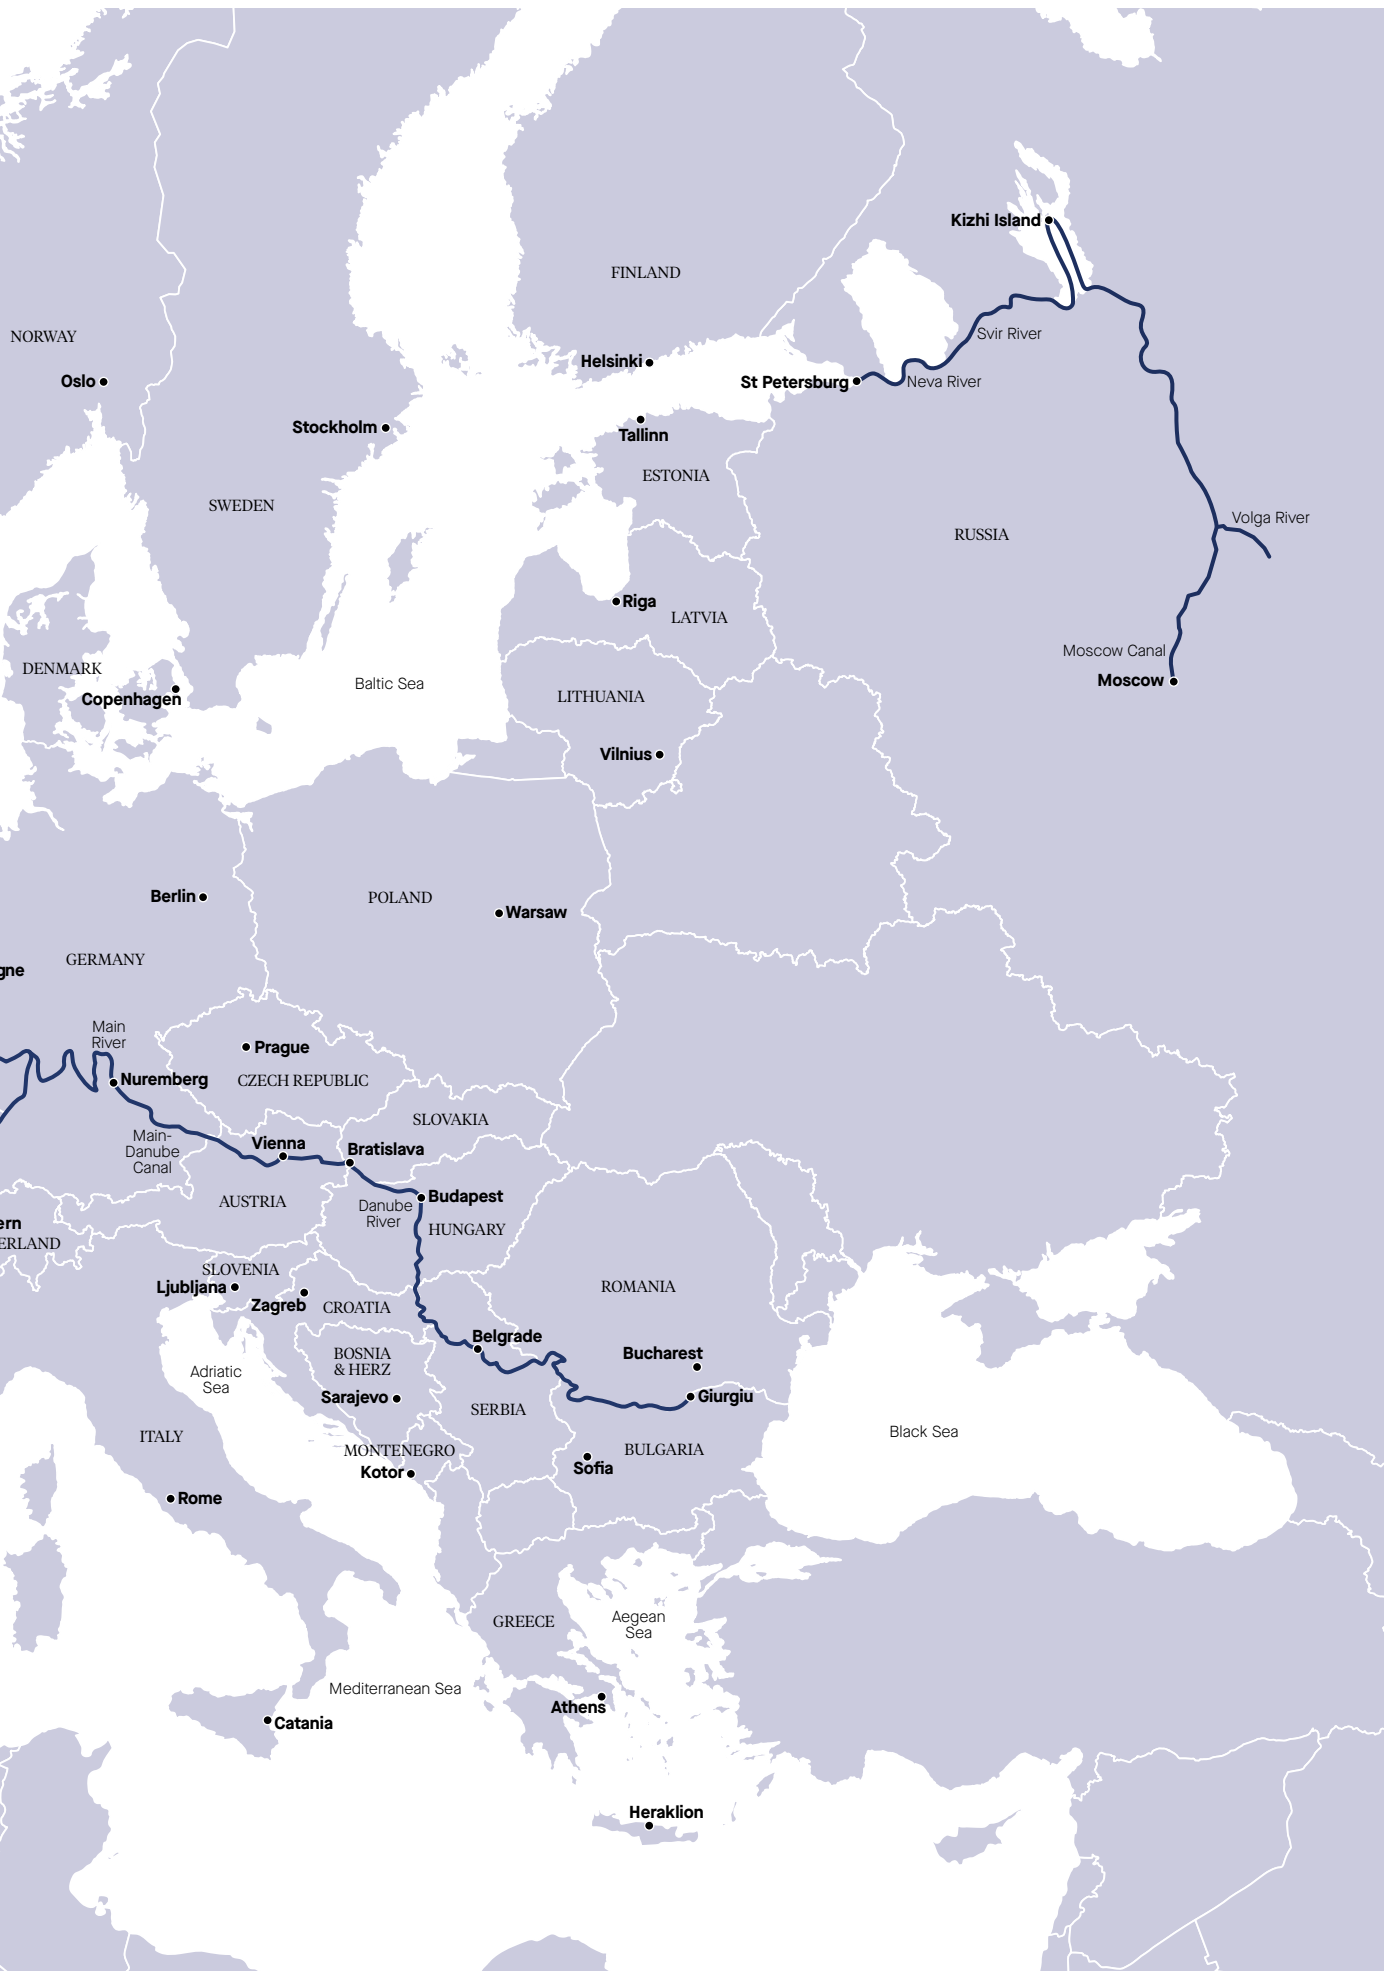 Kizhi Island
FINLAND
Svir River
NORWAY
Helsinki
Oslo
St Petersburg
Neva River
Stockholm
Tallinn
ESTONIA
SWEDEN
Volga River
RUSSIA
Riga
LATVIA
Moscow Canal
DENMARK
Moscow
Baltic Sea
Copenhagen
LITHUANIA
Vilnius
Berlin
POLAND
Warsaw
GERMANY
gne
Main
River
Prague
Nuremberg
CZECH REPUBLIC
SLOVAKIA
Main-
Danube
Canal
Vienna
Bratislava
AUSTRIA
Budapest
Danube
River
ern
HUNGARY
ERLAND
SLOVENIA
Ljubljana
ROMANIA
Zagreb
CROATIA
Belgrade
BOSNIA
& HERZ
Bucharest
Adriatic
Sea
Sarajevo
Giurgiu
SERBIA
Black Sea
ITALY
MONTENEGRO
BULGARIA
Kotor
Sofia
Rome
GREECE
Aegean
Sea
Mediterranean Sea
Athens
Catania
Heraklion